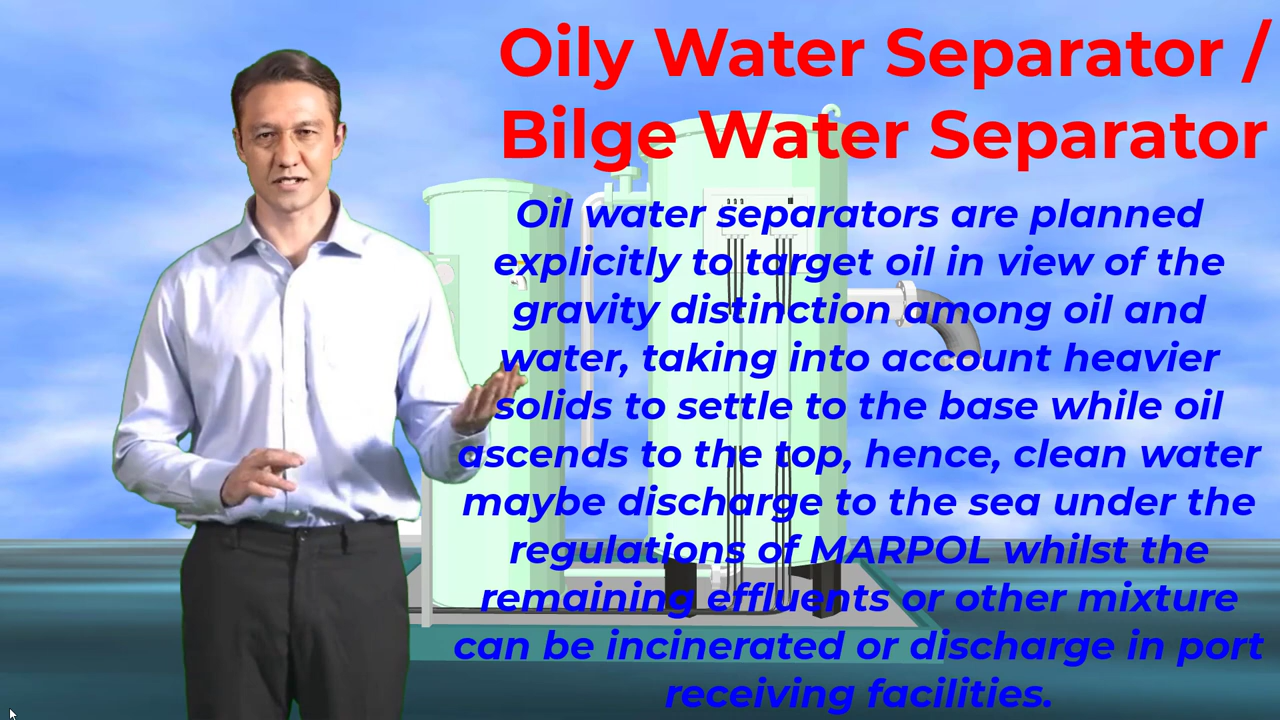 Oily Water Separator /
Bilge Water Separator
Oil water separators are planned
explicitly to target oil in view of the
gravity distinction among oil and
water, taking into account heavier
solids to settle to the base while oil
ascends to the top, hence, clean water
maybe discharge to the sea under the
regulations of MARPOL whilst the
remaining effluents or other mixture
can be incinerated or discharge in port
receiving facilities.